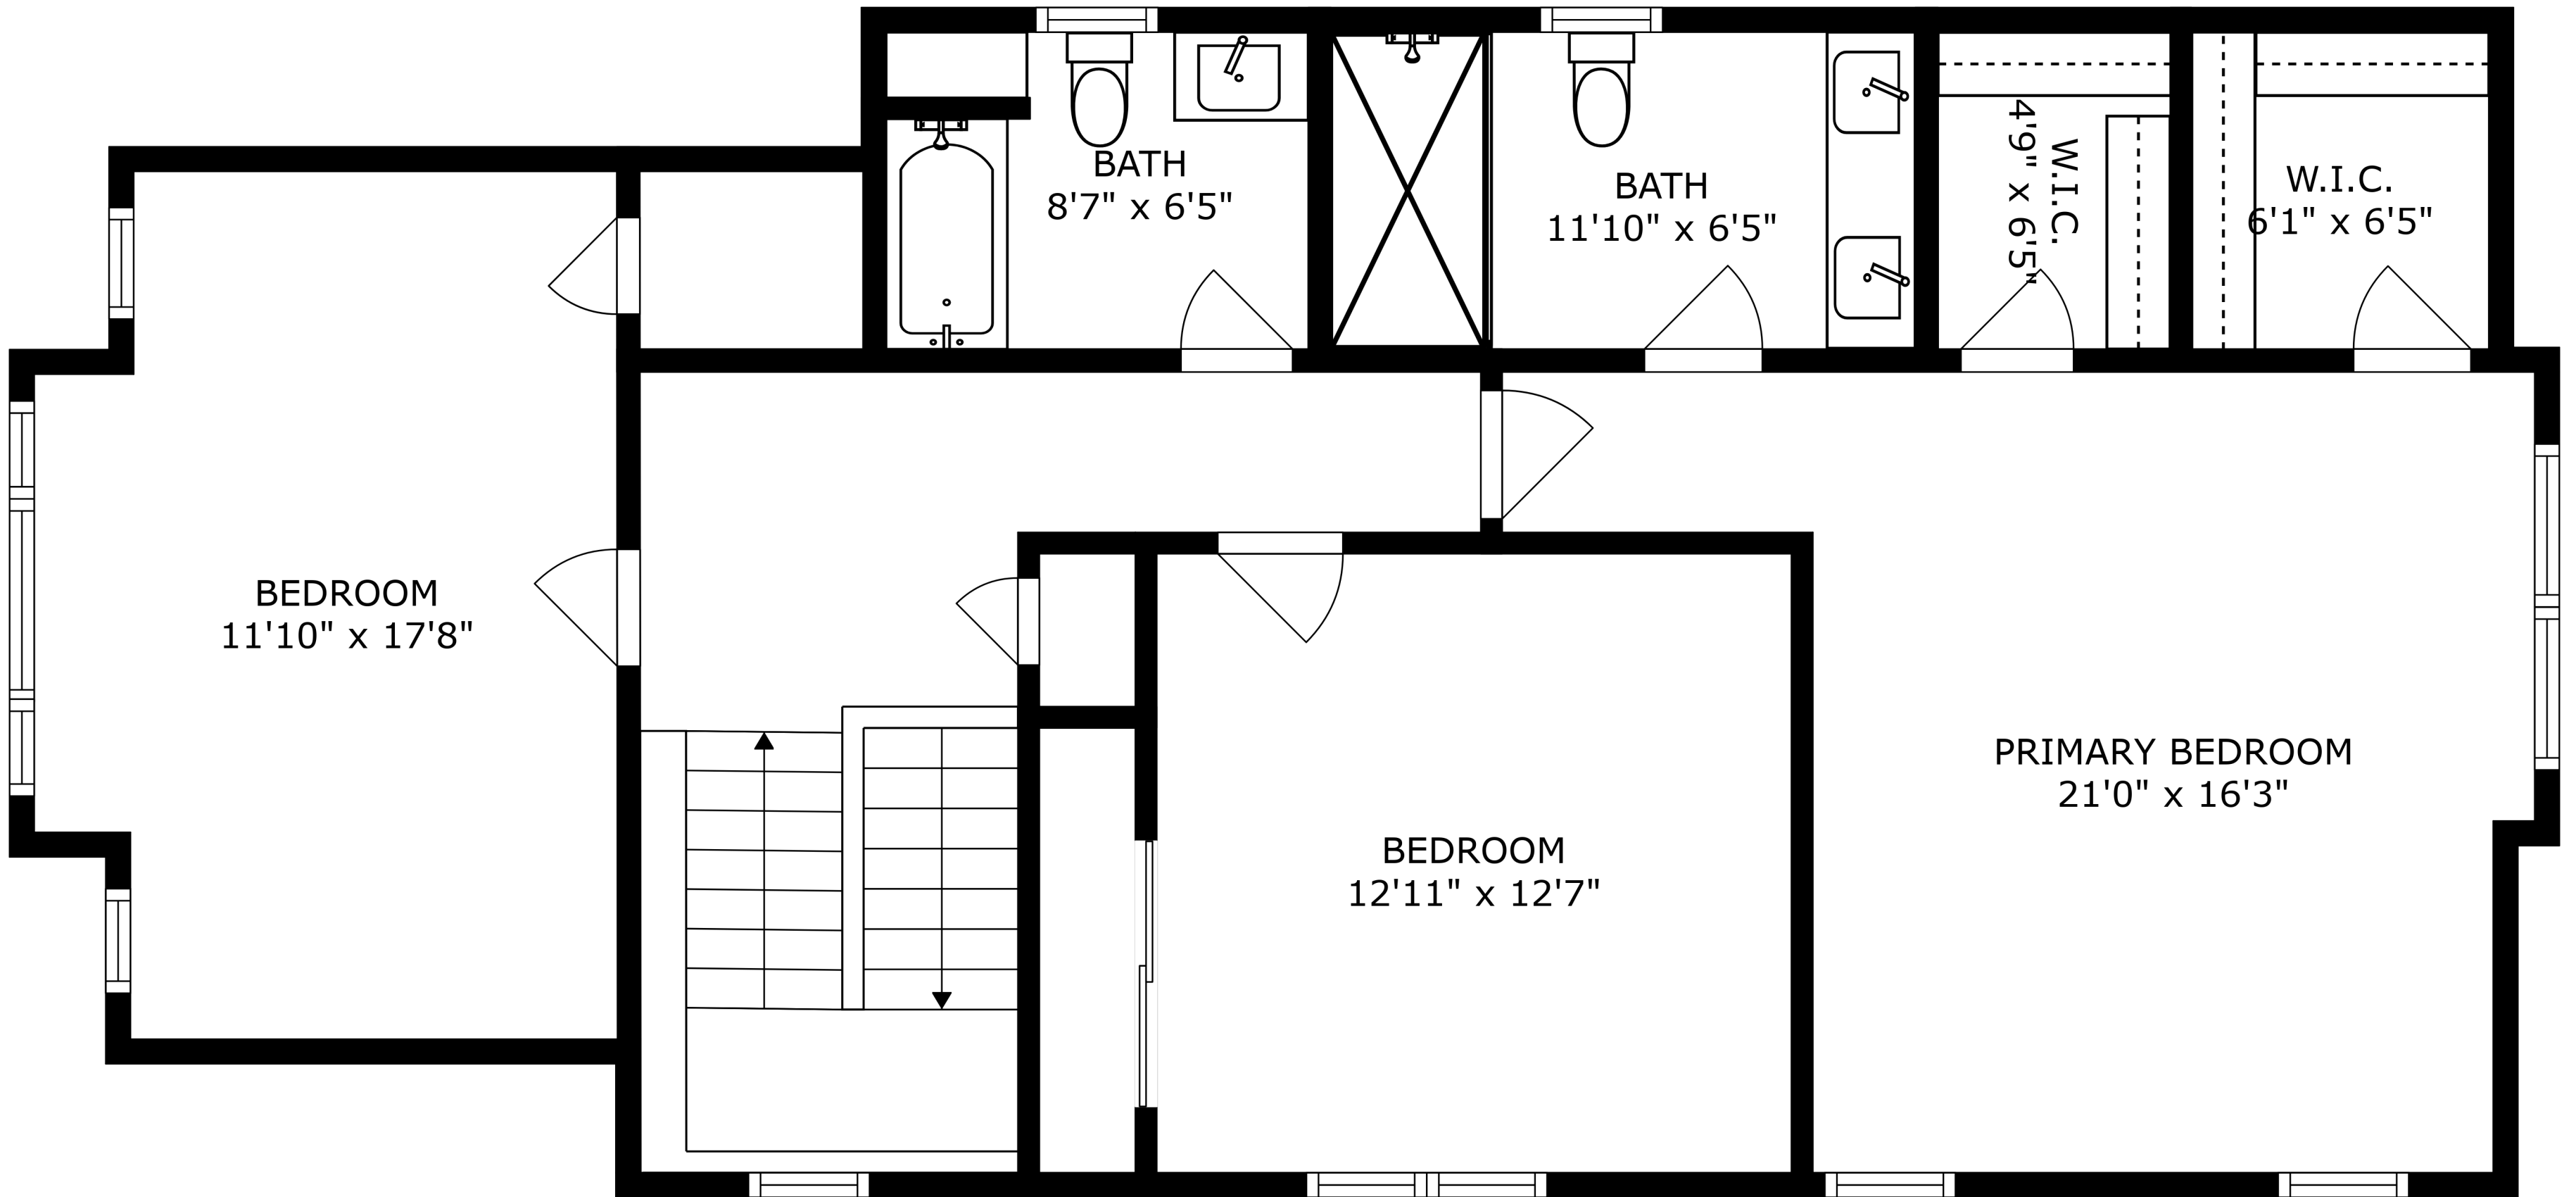 BATH
8'7" x 6'5"
BATH
11'10" x 6'5"
W.I.C.
4'9" x 6'5"
W.I.C.
6'1" x 6'5"
BEDROOM
11'10" x 17'8"
PRIMARY BEDROOM
21'0" x 16'3"
BEDROOM
12'11" x 12'7"